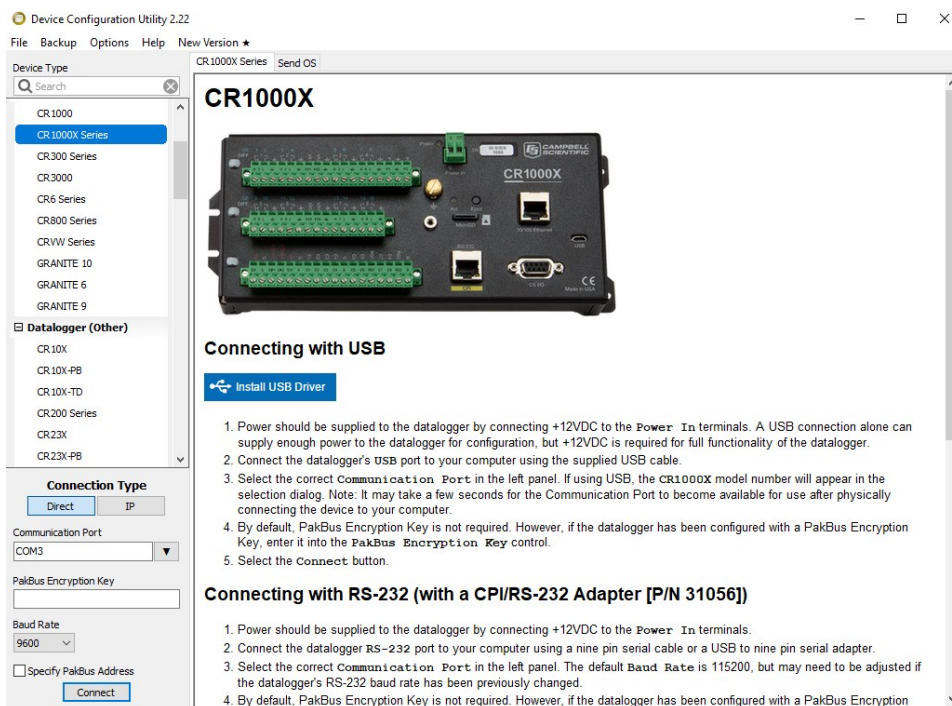 Device Configuration Utility 2.22
File Backup Options Help New Version ★
Device Type
Search
CR1000
CR1000X Series
CR300 Series
CR3000
CR6 Series
CR800 Series
CRVW Series
GRANITE 10
GRANITE 6
GRANITE 9
Datalogger (Other)
CR10X
CR10X-PB
CR10X-TD
CR200 Series
CR23X
CR23X-PB
Connection Type
Direct IP
Communication Port
COM3
PakBus Encryption Key
Baud Rate
9600
Specify PakBus Address
Connect
CR1000X Series Send OS
CR1000X
CAMPBELL
SCIENTIFIC
CR1000X
Power In
MicroSD
10/100 Ethernet
USB
RS-232
CPI
CS I/O
Made in USA
Connecting with USB
Install USB Driver
1. Power should be supplied to the datalogger by connecting +12VDC to the Power In terminals. A USB connection alone can
supply enough power to the datalogger for configuration, but +12VDC is required for full functionality of the datalogger.
2. Connect the datalogger's USB port to your computer using the supplied USB cable.
3. Select the correct Communication Port in the left panel. If using USB, the CR1000X model number will appear in the
selection dialog. Note: It may take a few seconds for the Communication Port to become available for use after physically
connecting the device to your computer.
4. By default, PakBus Encryption Key is not required. However, if the datalogger has been configured with a PakBus Encryption
Key, enter it into the PakBus Encryption Key control.
5. Select the Connect button.
Connecting with RS-232 (with a CPI/RS-232 Adapter [P/N 31056])
1. Power should be supplied to the datalogger by connecting +12VDC to the Power In terminals.
2. Connect the datalogger RS-232 port to your computer using a nine pin serial cable or a USB to nine pin serial adapter.
3. Select the correct Communication Port in the left panel. The default Baud Rate is 115200, but may need to be adjusted if
the datalogger's RS-232 baud rate has been previously changed.
4. By default, PakBus Encryption Key is not required. However, if the datalogger has been configured with a PakBus Encryption